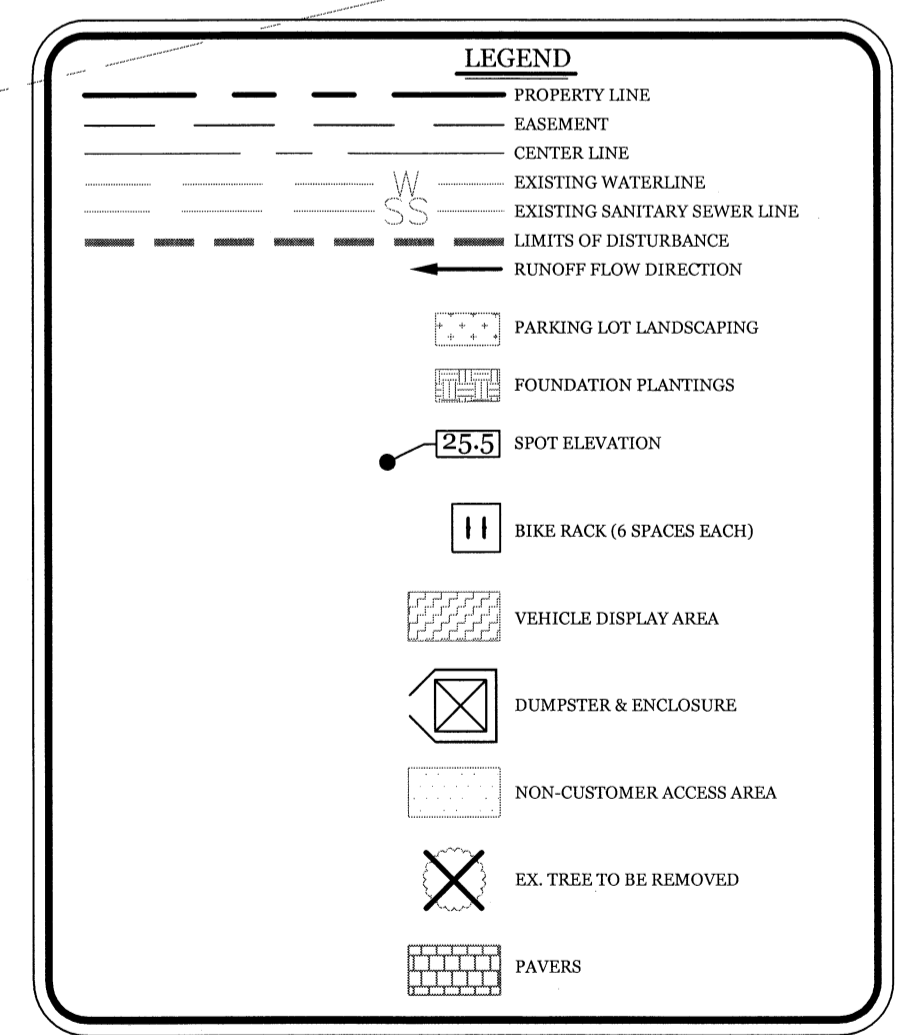 LEGEND
PROPERTY LINE
EASEMENT
CENTER LINE
W EXISTING WATERLINE
SS EXISTING SANITARY SEWER LINE
LIMITS OF DISTURBANCE
RUNOFF FLOW DIRECTION
PARKING LOT LANDSCAPING
FOUNDATION PLANTINGS
25.5 SPOT ELEVATION
BIKE RACK (6 SPACES EACH)
VEHICLE DISPLAY AREA
DUMPSTER & ENCLOSURE
NON-CUSTOMER ACCESS AREA
EX. TREE TO BE REMOVED
PAVERS